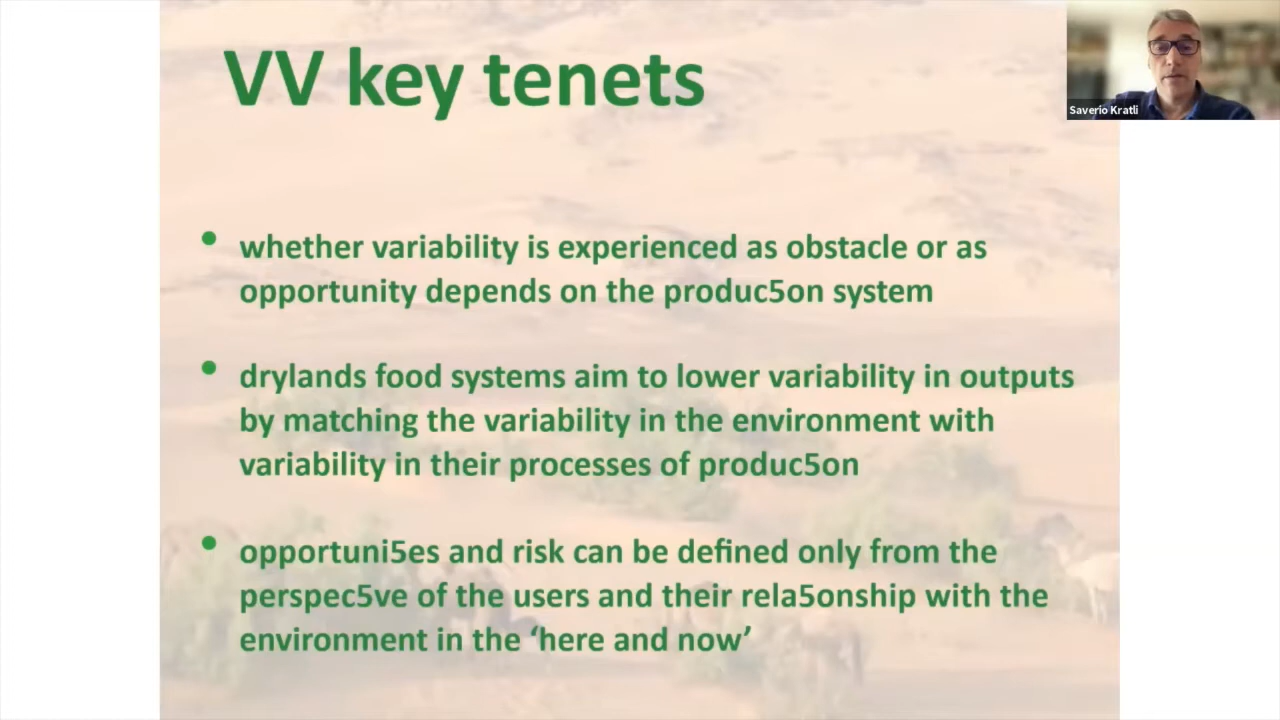 VV key tenets
Saverio Kratli
• whether variability is experienced as obstacle or as
opportunity depends on the produc5on system
• drylands food systems aim to lower variability in outputs
by matching the variability in the environment with
variability in their processes of produc5on
• opportuni5es and risk can be defined only from the
perspec5ve of the users and their rela5onship with the
environment in the ‘here and now’